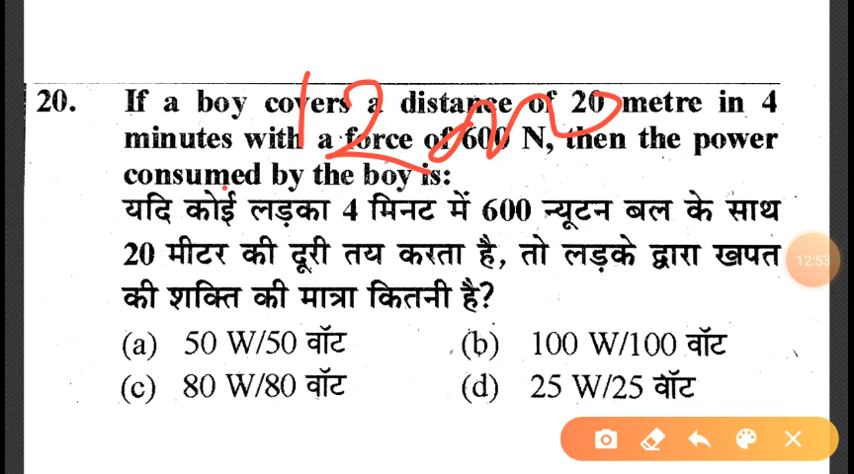 20. If a boy covers a distance of 20 metre in 4
minutes with a force of 600 N, then the power
consumed by the boy is:
यदि कोई लड़का 4 मिनट में 600 न्यूटन बल के साथ
20 मीटर की दूरी तय करता है, तो लड़के द्वारा खपत
की शक्ति की मात्रा कितनी है?
(a) 50 W/50 वॉट (b) 100 W/100 वॉट
(c) 80 W/80 वॉट (d) 25 W/25 वॉट
12:53